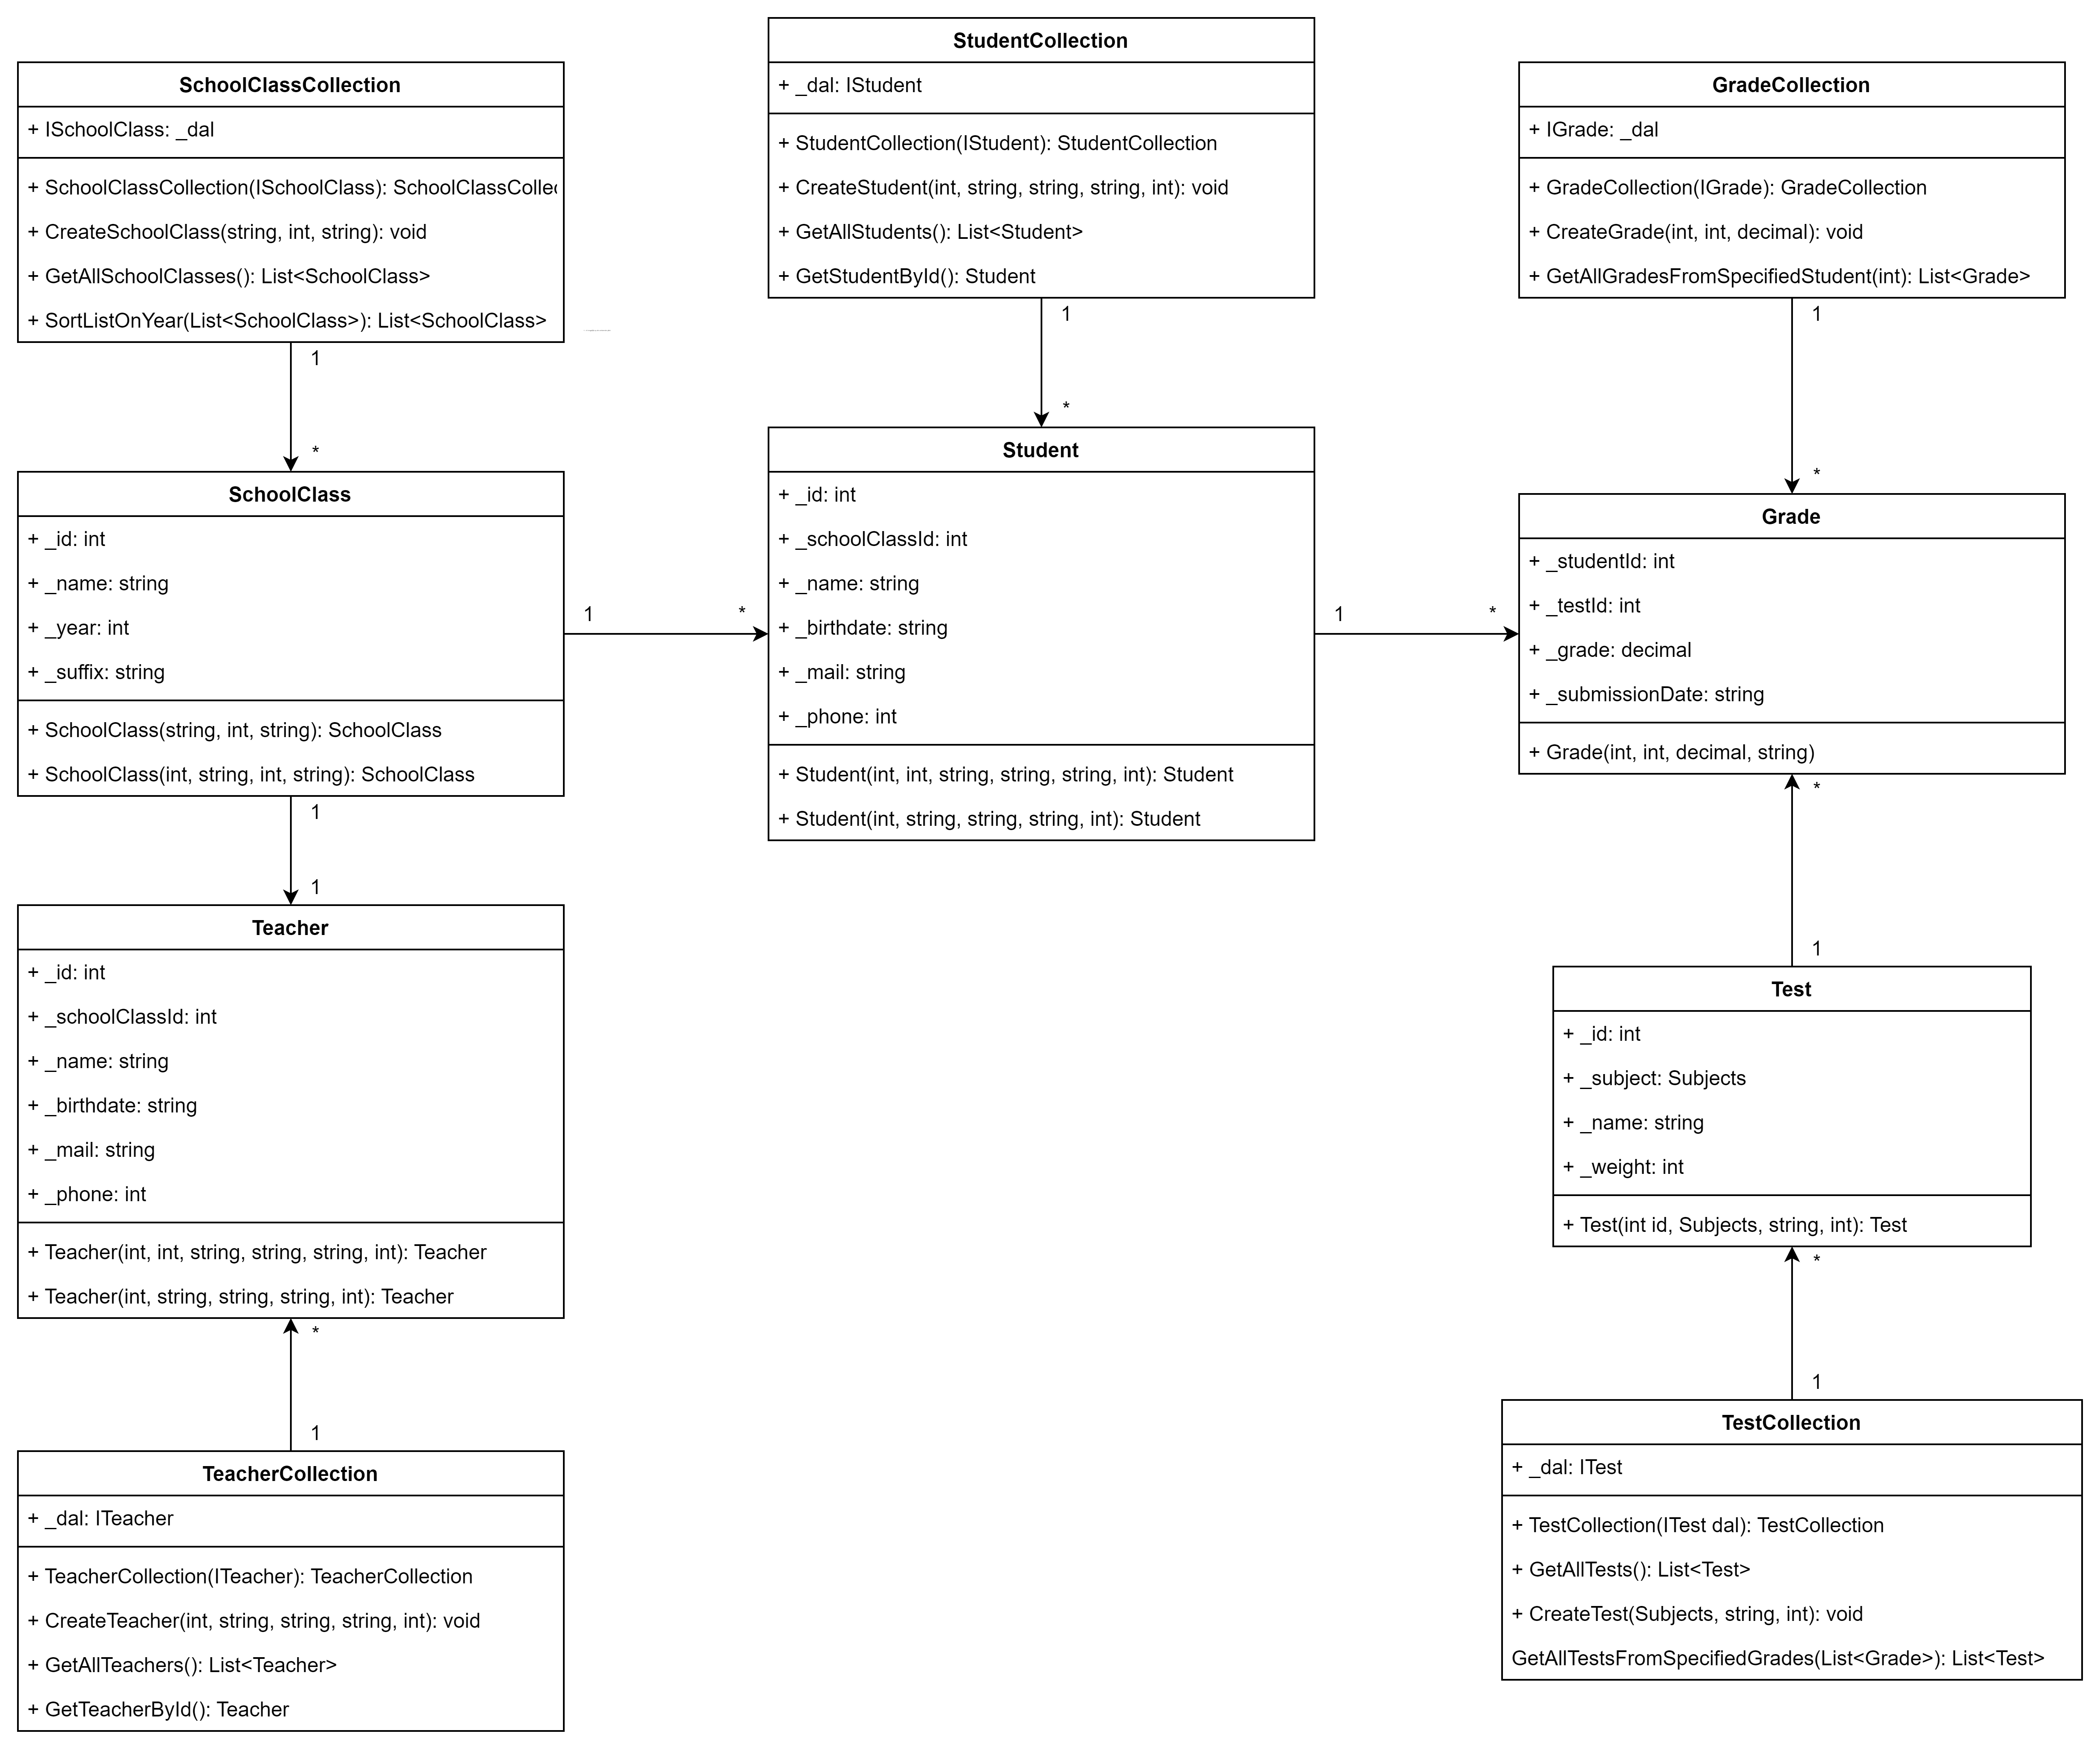 SchoolClassCollection
+ ISchoolClass: _dal
+ SchoolClassCollection(ISchoolClass): SchoolClassCollec
+ CreateSchoolClass(string, int, string): void
+ GetAllSchoolClasses(): List<SchoolClass>
+ SortListOnYear(List<SchoolClass>): List<SchoolClass>
1
*
StudentCollection
+ _dal: IStudent
+ StudentCollection(IStudent): StudentCollection
+ CreateStudent(int, string, string, string, int): void
+ GetAllStudents(): List<Student>
+ GetStudentById(): Student
1
*
GradeCollection
+ IGrade: _dal
+ GradeCollection(IGrade): GradeCollection
+ CreateGrade(int, int, decimal): void
+ GetAllGradesFromSpecifiedStudent(int): List<Grade>
1
*
SchoolClass
+ _id: int
+ _name: string
+ _year: int
+ _suffix: string
+ SchoolClass(string, int, string): SchoolClass
+ SchoolClass(int, string, int, string): SchoolClass
1
*
1
1
Student
+ _id: int
+ _schoolClassId: int
+ _name: string
+ _birthdate: string
+ _mail: string
+ _phone: int
+ Student(int, int, string, string, string, int): Student
+ Student(int, string, string, string, int): Student
1
*
Grade
+ _studentId: int
+ _testId: int
+ _grade: decimal
+ _submissionDate: string
+ Grade(int, int, decimal, string)
*
1
Teacher
+ _id: int
+ _schoolClassId: int
+ _name: string
+ _birthdate: string
+ _mail: string
+ _phone: int
+ Teacher(int, int, string, string, string, int): Teacher
+ Teacher(int, string, string, string, int): Teacher
*
1
Test
+ _id: int
+ _subject: Subjects
+ _name: string
+ _weight: int
+ Test(int id, Subjects, string, int): Test
*
1
TeacherCollection
+ _dal: ITeacher
+ TeacherCollection(ITeacher): TeacherCollection
+ CreateTeacher(int, string, string, string, int): void
+ GetAllTeachers(): List<Teacher>
+ GetTeacherById(): Teacher
TestCollection
+ _dal: ITest
+ TestCollection(ITest dal): TestCollection
+ GetAllTests(): List<Test>
+ CreateTest(Subjects, string, int): void
GetAllTestsFromSpecifiedGrades(List<Grade>): List<Test>